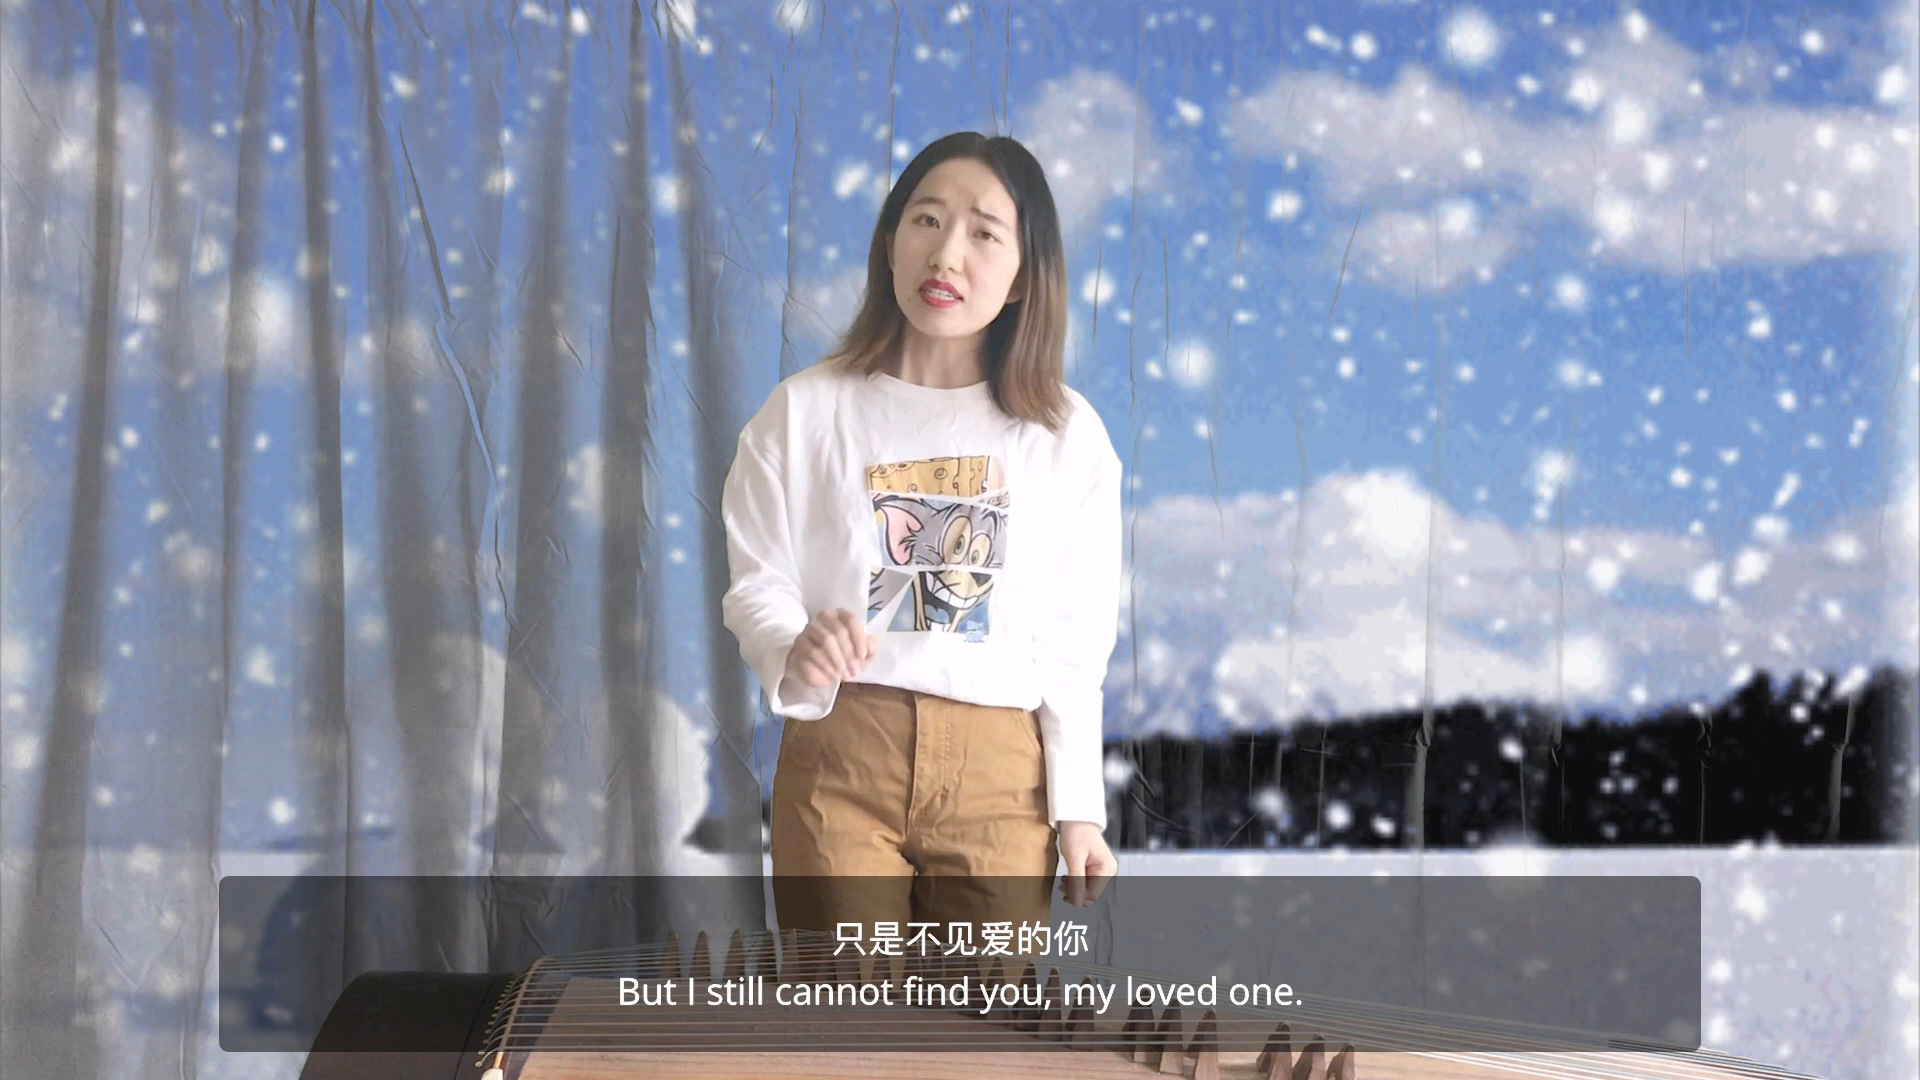 只是不见爱的你
But I still cannot find you, my loved one.